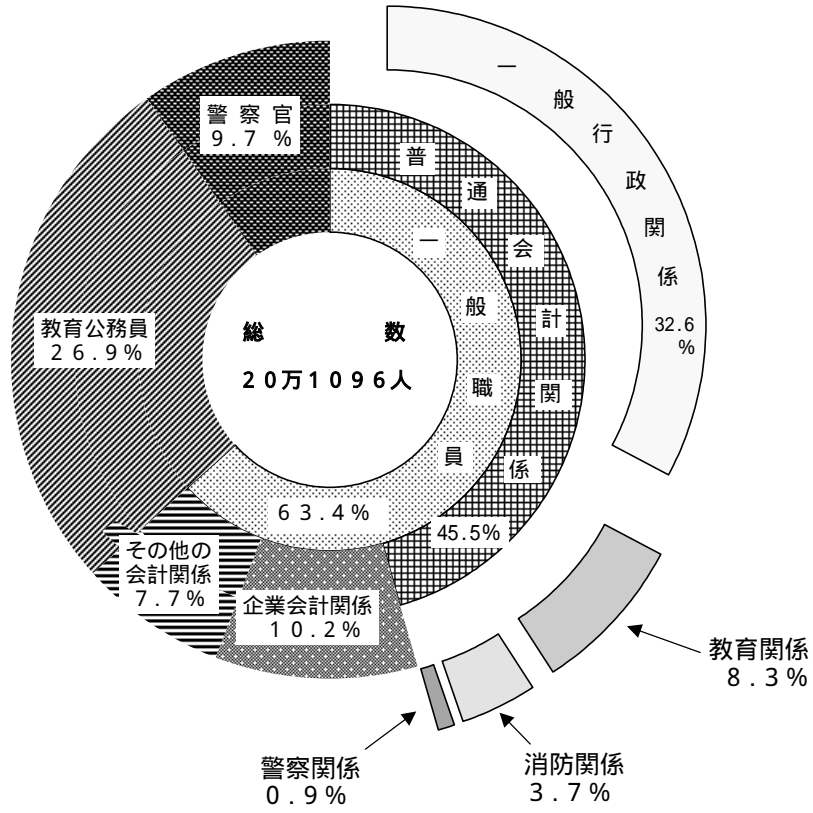 警察官
9.7%
教育公務員
26.9%
総数
20万1096人
一般職員
63.4%
普通会計関係
45.5%
一般行政関係
32.6
%
その他の
会計関係
7.7%
企業会計関係
10.2%
教育関係
8.3%
消防関係
3.7%
警察関係
0.9%